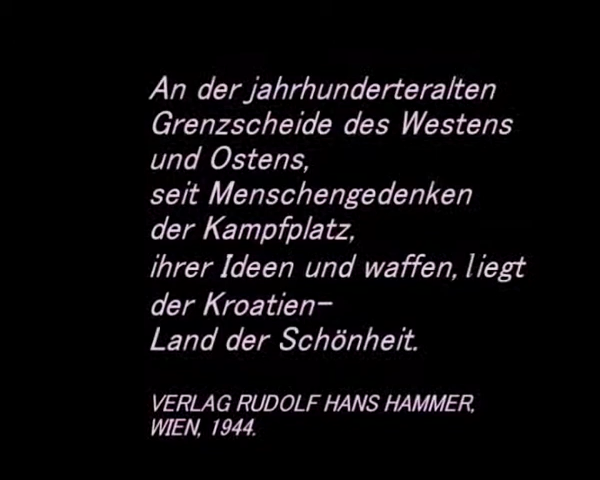 An der jahrhunderteralten
Grenzscheide des Westens
und Ostens,
seit Menschengedenken
der Kampfplatz,
ihrer Ideen und waffen, liegt
der Kroatien-
Land der Schönheit.
VERLAG RUDOLF HANS HAMMER,
WIEN, 1944.